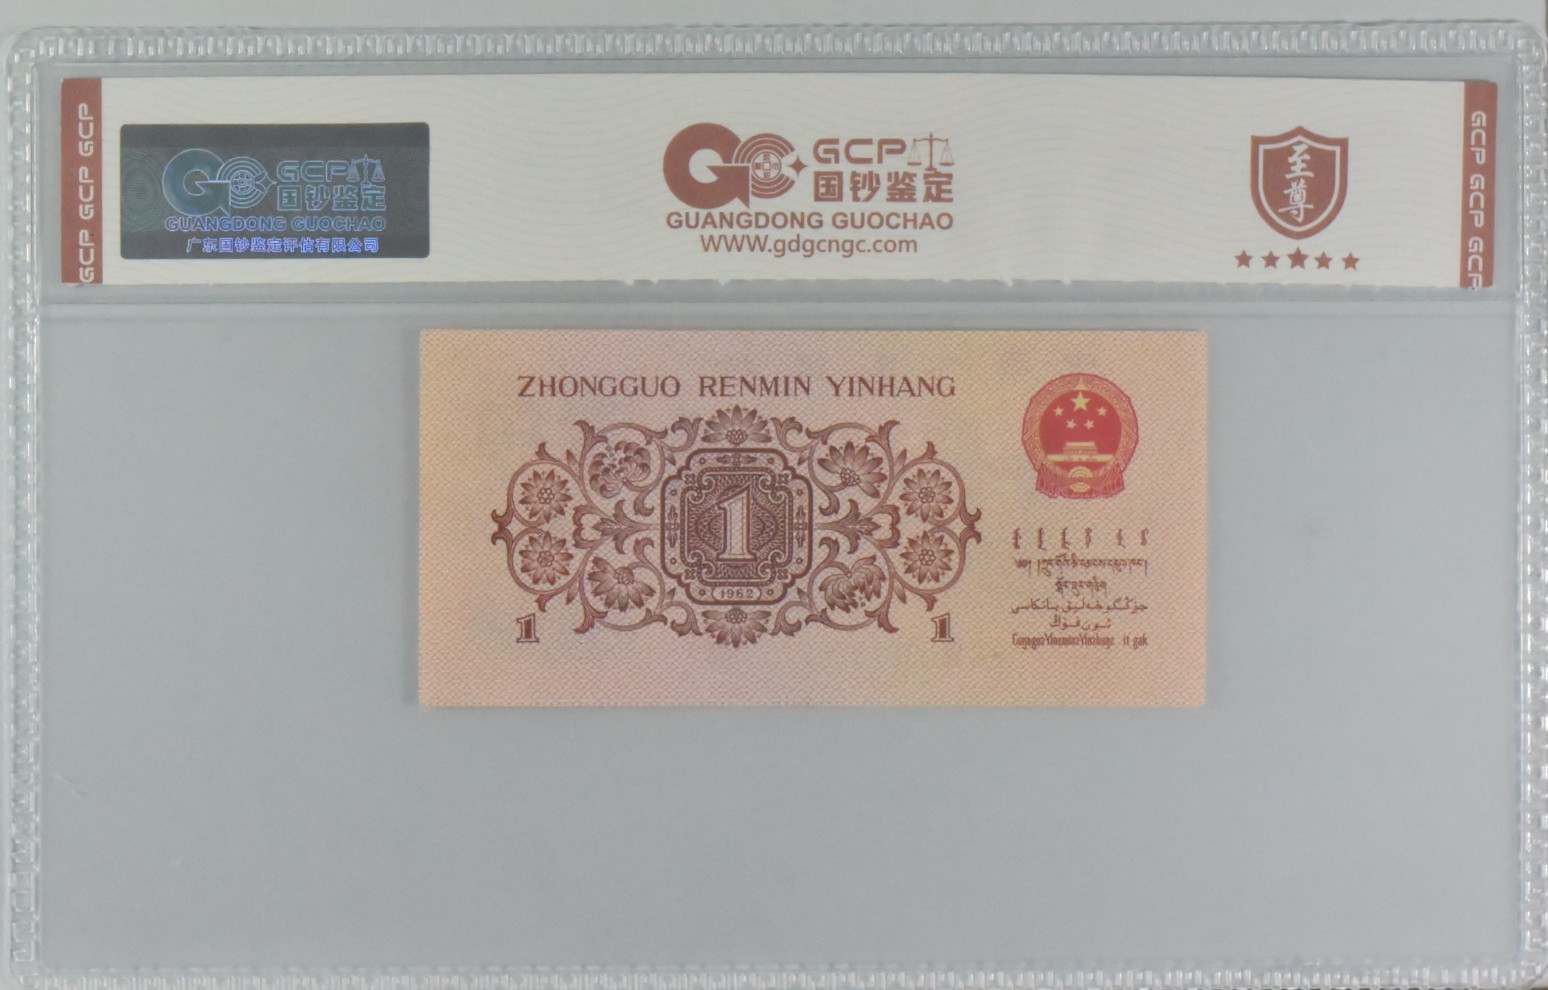 GCP GCP GCP
GCP
国钞鉴定
GUANGDONG GUOCHAO
广东国钞鉴定评估有限公司
GCP
国钞鉴定
GUANGDONG GUOCHAO
WWW.gdgcngc.com
至尊
GCP GCP GCP
ZHONGGUO RENMIN YINHANG
1
1962
1
1